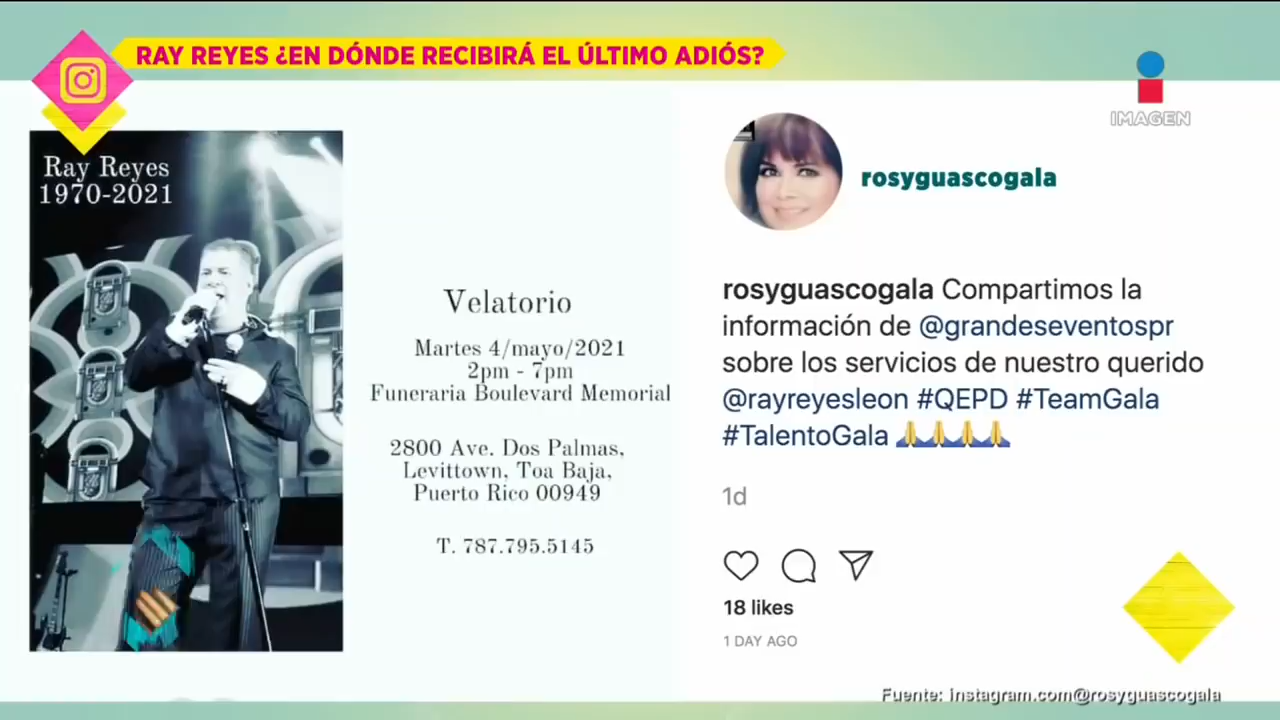 RAY REYES ¿EN DÓNDE RECIBIRÁ EL ÚLTIMO ADIÓS?
IMAGEN
Ray Reyes
1970-2021
Velatorio
Martes 4/mayo/2021
2pm - 7pm
Funeraria Boulevard Memorial
2800 Ave. Dos Palmas,
Levittown, Toa Baja,
Puerto Rico 00949
T. 787.795.5145
rosyguascogala
rosyguascogala Compartimos la
información de @grandeseventospr
sobre los servicios de nuestro querido
@rayreyesleon #QEPD #TeamGala
#TalentoGala 🙏🙏🙏🙏
1d
18 likes
1 DAY AGO
Fuente: instagram.com@rosyguascogala